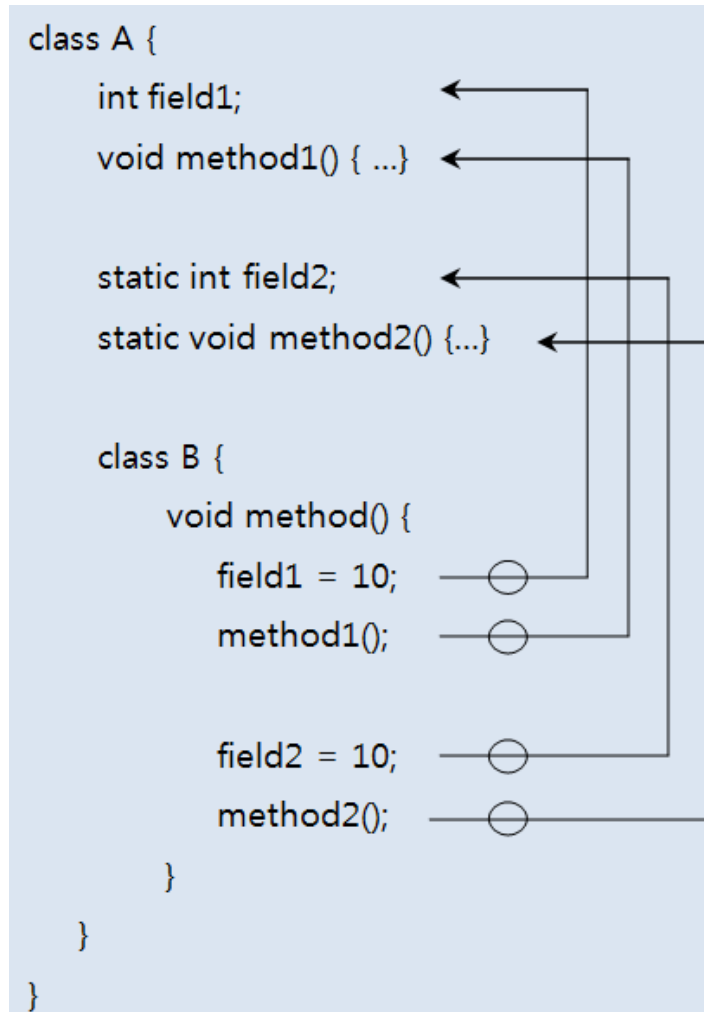 class A {
int field1;
void method1() { ...}
static int field2;
static void method2() {...}
class B {
void method() {
field1 = 10;
method1();
field2 = 10;
method2();
}
}
}